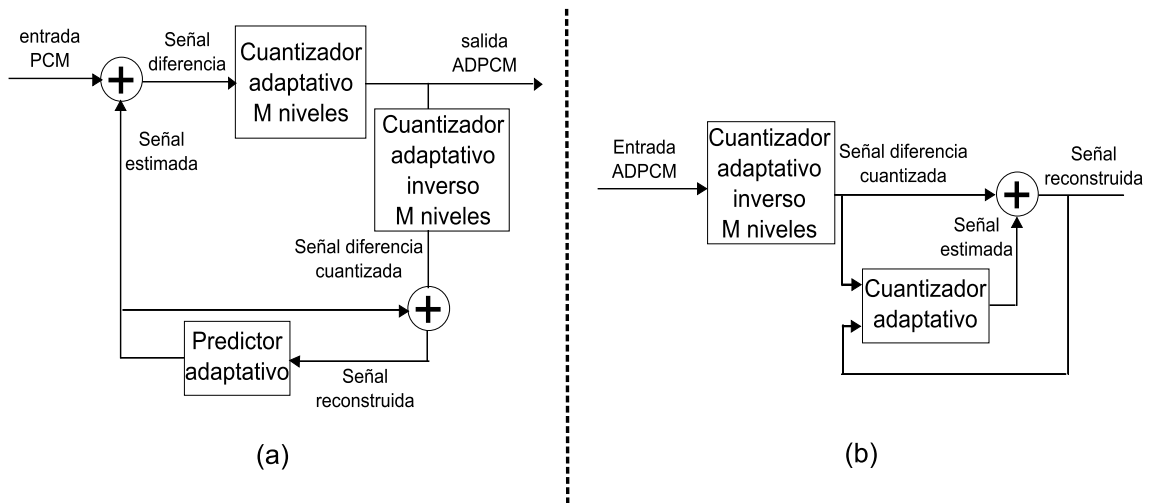 entrada
PCM
Señal
diferencia
Cuantizador
adaptativo
M niveles
salida
ADPCM
Señal
estimada
Cuantizador
adaptativo
inverso
M niveles
Señal diferencia
cuantizada
Predictor
adaptativo
Señal
reconstruida
(a)
Entrada
ADPCM
Cuantizador
adaptativo
inverso
M niveles
Señal diferencia
cuantizada
Señal
reconstruida
Señal
estimada
Cuantizador
adaptativo
(b)